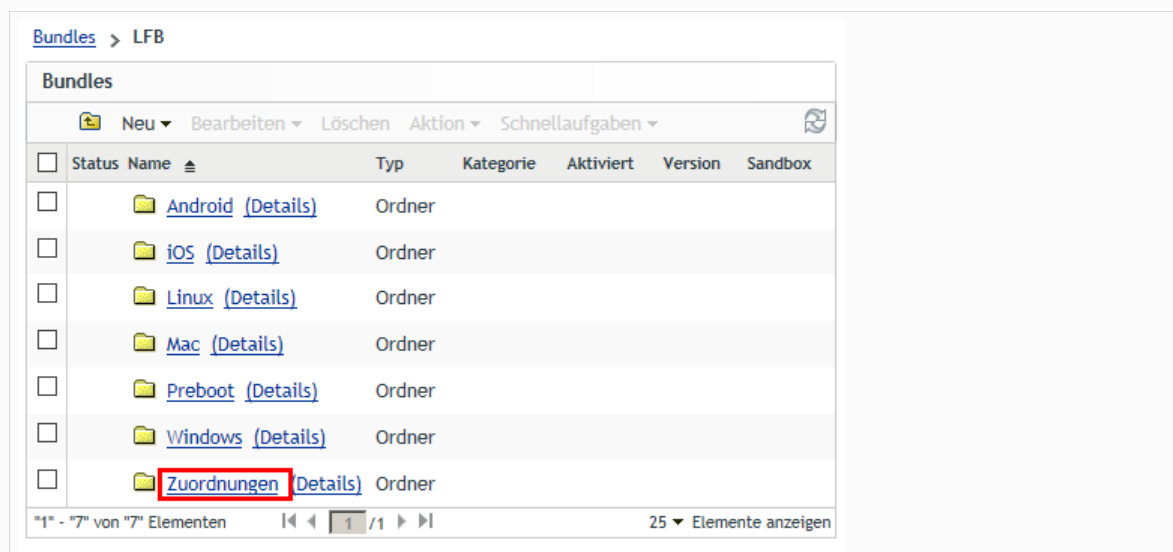 Bundles > LFB
Bundles
Neu Bearbeiten Löschen Aktion Schnellaufgaben
Status Name Typ Kategorie Aktiviert Version Sandbox
Android (Details) Ordner
iOS (Details) Ordner
Linux (Details) Ordner
Mac (Details) Ordner
Preboot (Details) Ordner
Windows (Details) Ordner
Zuordnungen (Details) Ordner
"1" - "7" von "7" Elementen 1 /1 25 Elemente anzeigen